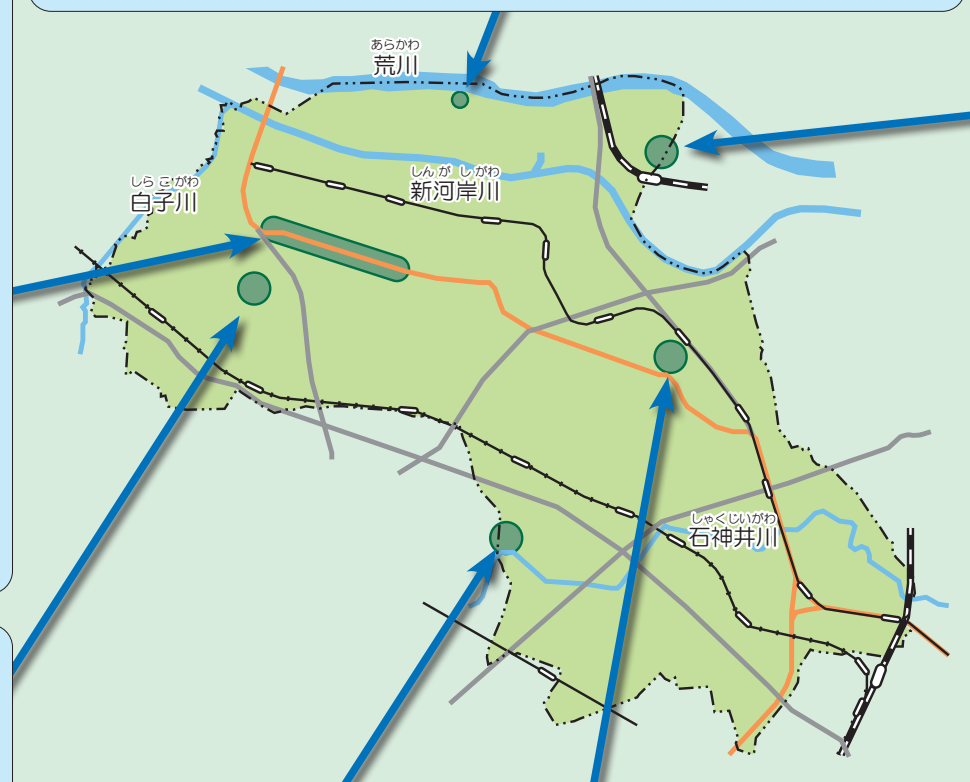 あらかわ
荒川
しんがしがわ
新河岸川
しらこがわ
白子川
しゃくじいがわ
石神井川